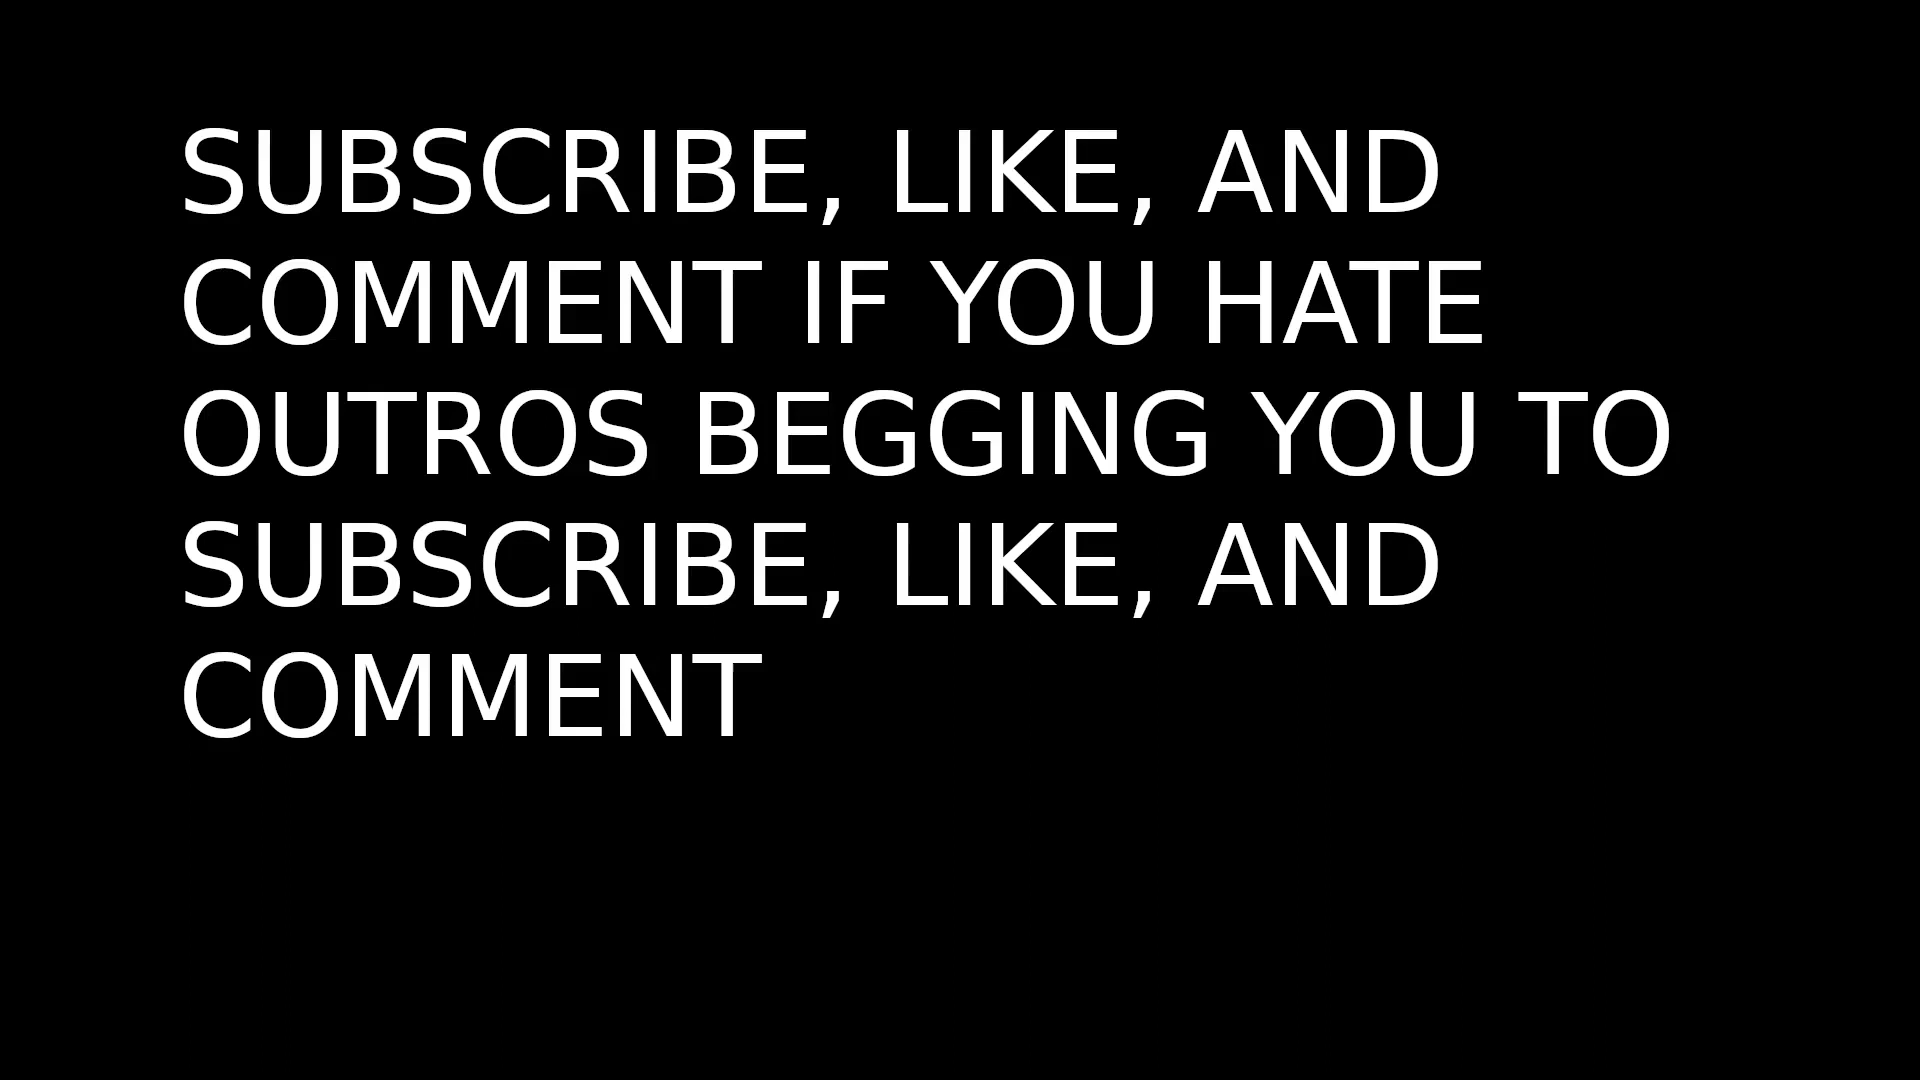 SUBSCRIBE, LIKE, AND
COMMENT IF YOU HATE
OUTROS BEGGING YOU TO
SUBSCRIBE, LIKE, AND
COMMENT